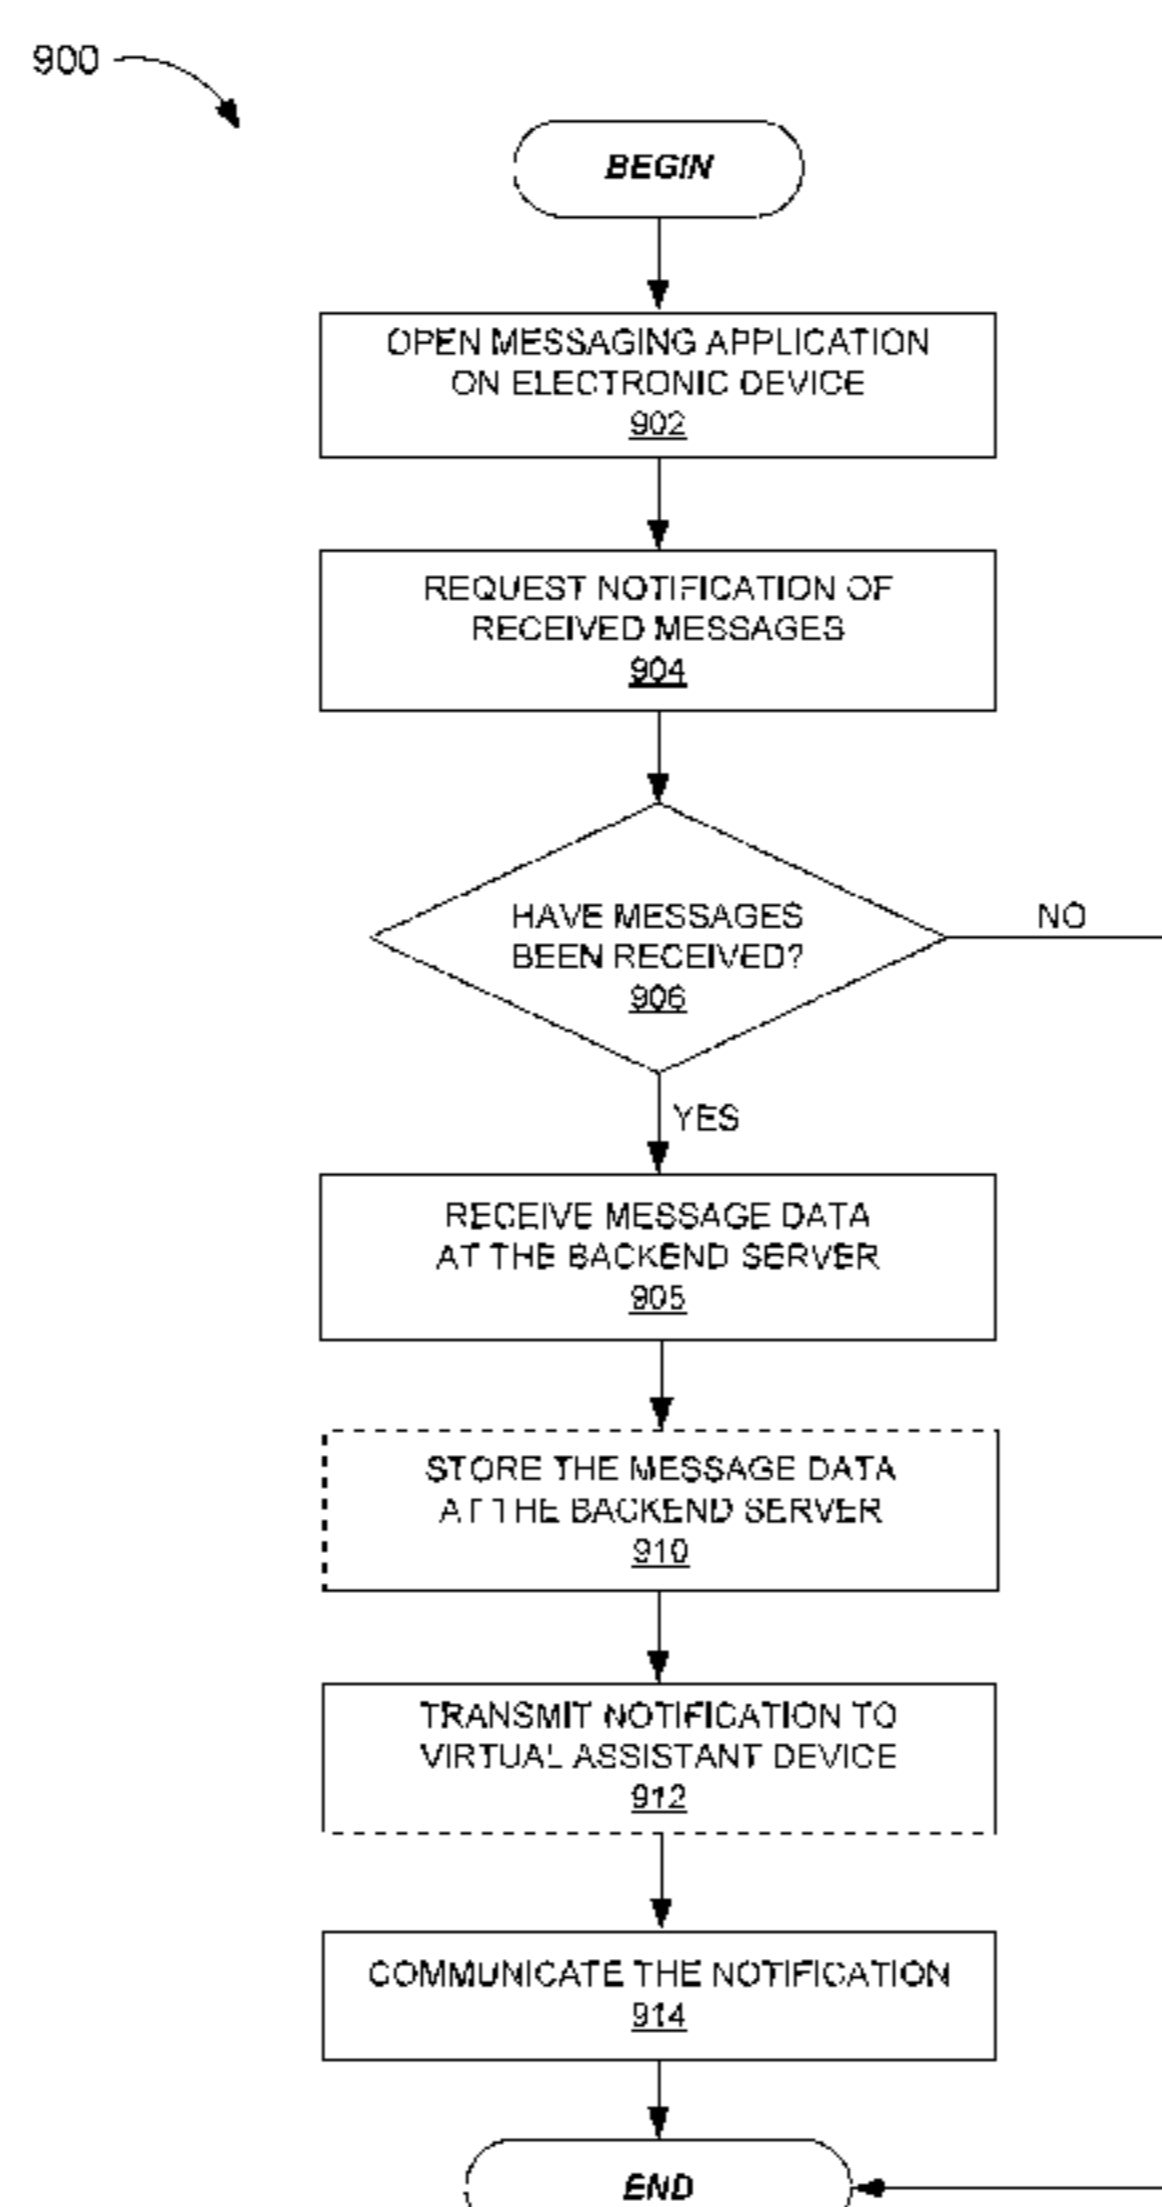 900
BEGIN
OPEN MESSAGING APPLICATION
ON ELECTRONIC DEVICE
902
REQUEST NOTIFICATION OF
RECEIVED MESSAGES
904
HAVE MESSAGES
BEEN RECEIVED?
906
NO
YES
RECEIVE MESSAGE DATA
AT THE BACKEND SERVER
905
STORE THE MESSAGE DATA
AT THE BACKEND SERVER
910
TRANSMIT NOTIFICATION TO
VIRTUAL ASSISTANT DEVICE
912
COMMUNICATE THE NOTIFICATION
914
END